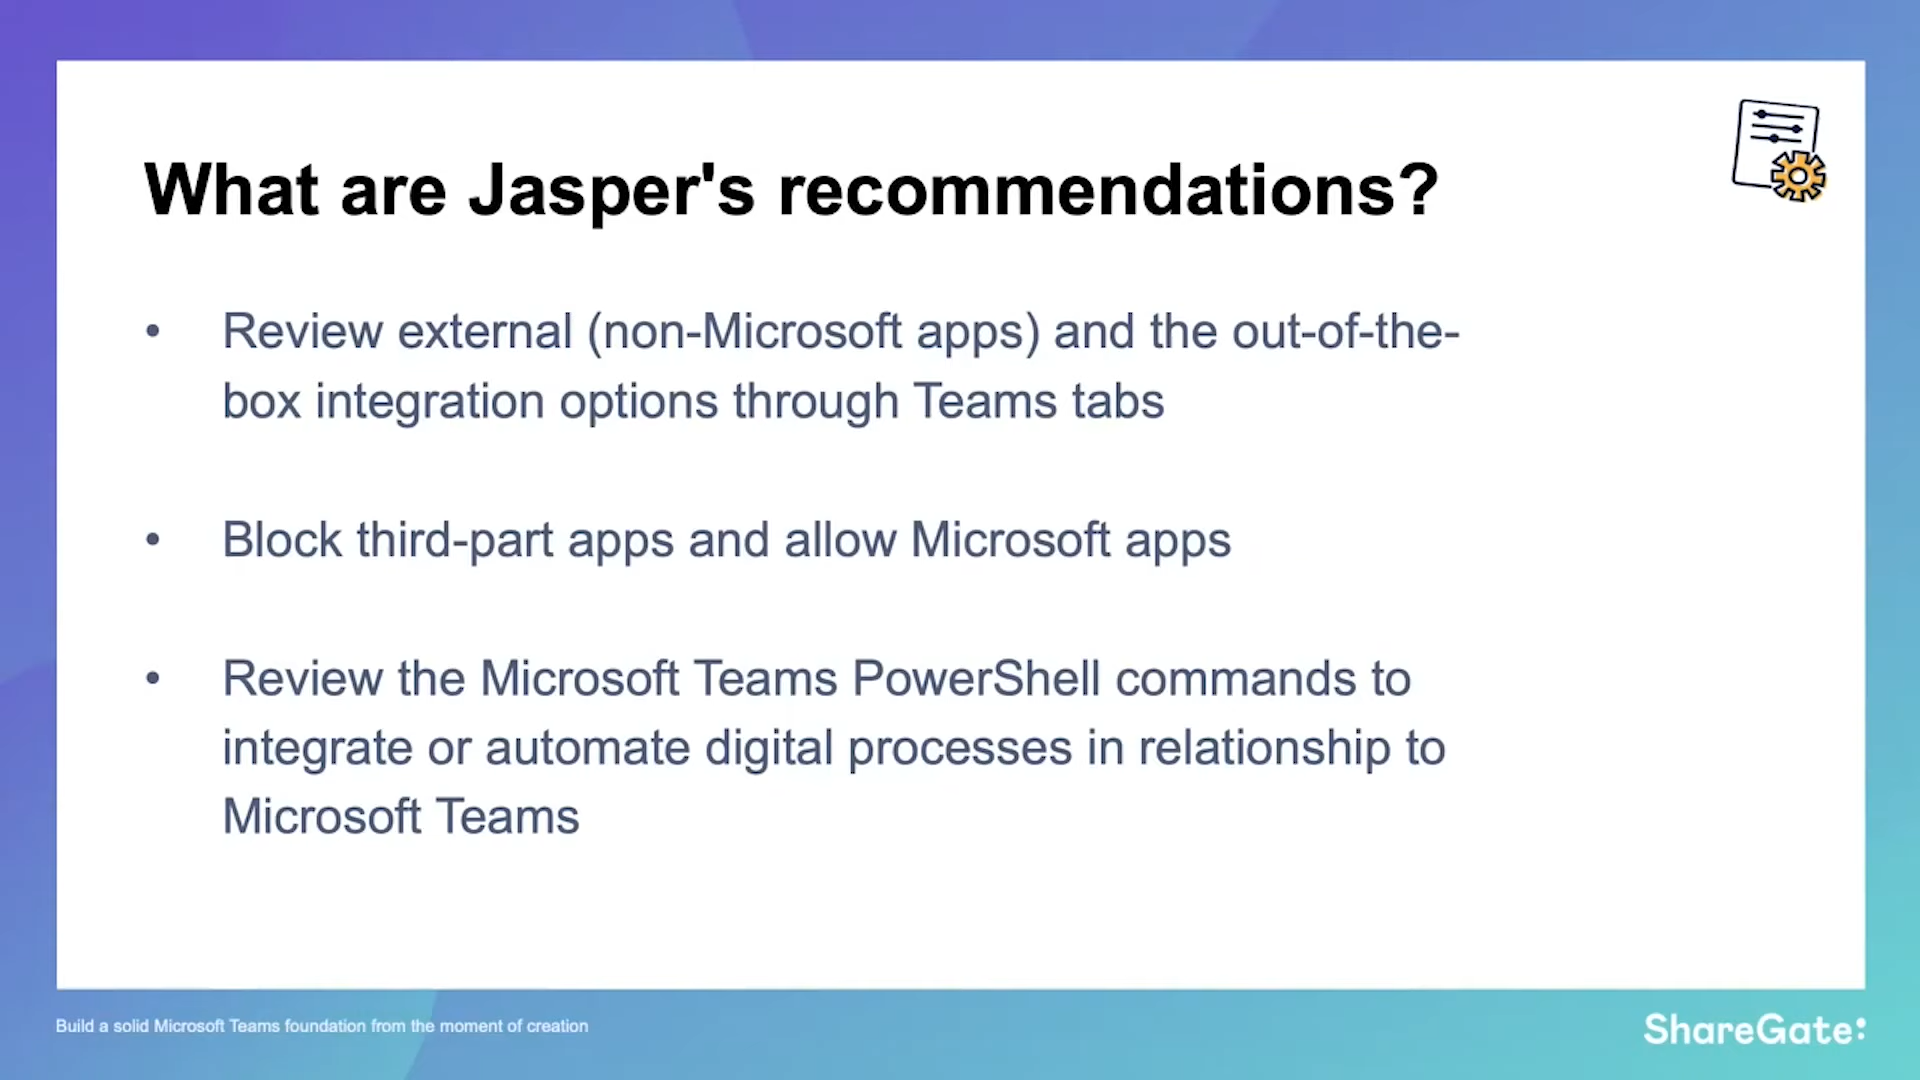 What are Jasper's recommendations?
• Review external (non-Microsoft apps) and the out-of-the-
box integration options through Teams tabs
• Block third-part apps and allow Microsoft apps
• Review the Microsoft Teams PowerShell commands to
integrate or automate digital processes in relationship to
Microsoft Teams
Build a solid Microsoft Teams foundation from the moment of creation
ShareGate: